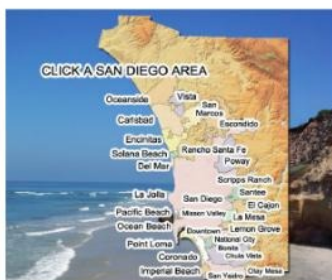 CLICK A SAN DIEGO AREA
Oceanside
Vista
San
Marcos
Carlsbad
Escondido
Encinitas
Rancho Santa Fe
Solana Beach
Del Mar
Poway
Scripps Ranch
La Jolla
San Diego
Santee
El Cajon
Pacific Beach
Mission Valley
La Mesa
Ocean Beach
Downtown
Lemon Grove
Point Loma
National City
Bonita
Chula Vista
Coronado
Imperial Beach
San Ysidro
Otay Mesa